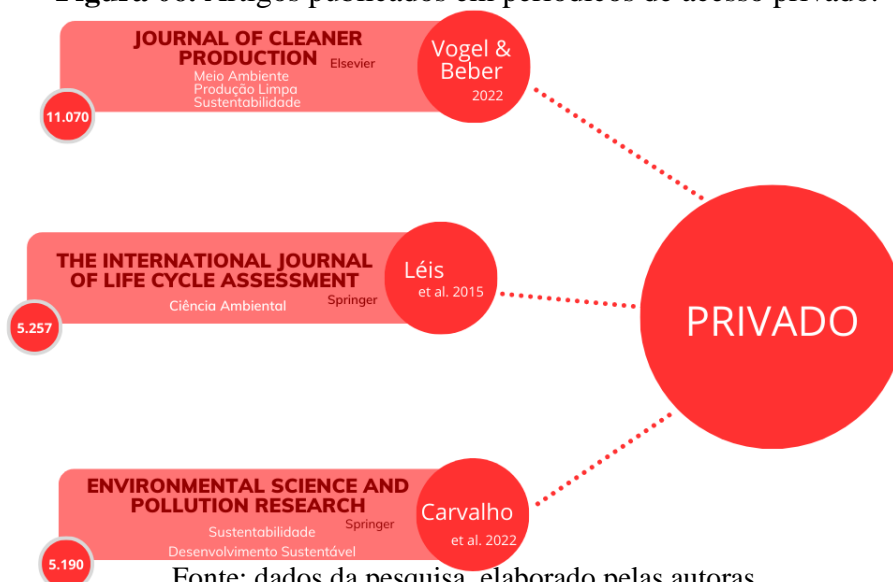 Figura 06. Artigos publicados em periódicos de acesso privado.
JOURNAL OF CLEANER
PRODUCTION
Elsevier
Meio Ambiente
Produção Limpa
Sustentabilidade
11.070
Vogel &
Beber
2022
THE INTERNATIONAL JOURNAL
OF LIFE CYCLE ASSESSMENT
Springer
Ciência Ambiental
5.257
Léis
et al. 2015
PRIVADO
ENVIRONMENTAL SCIENCE AND
POLLUTION RESEARCH
Springer
Sustentabilidade
Desenvolvimento Sustentável
5.190
Carvalho
et al. 2022
Fonte: dados da pesquisa, elaborado pelas autoras